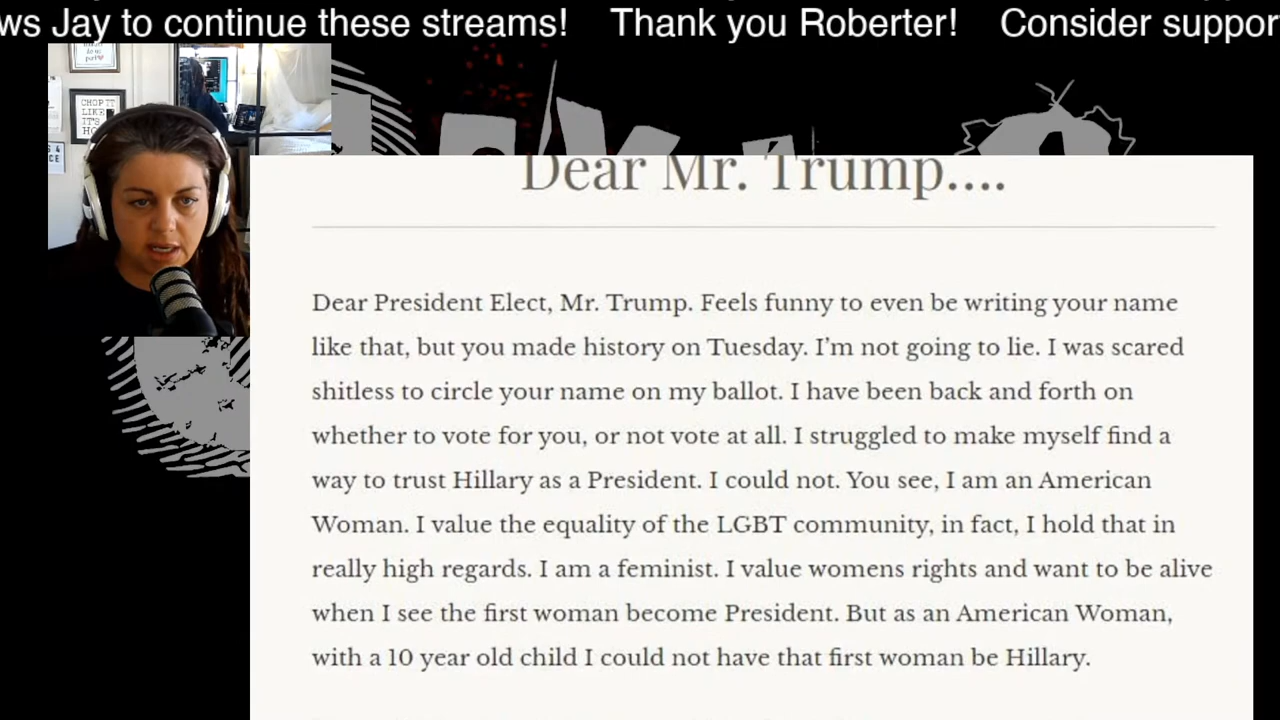 ws Jay to continue these streams! Thank you Roberter! Consider suppor
CHOP IT
LIKE
IT'S
HO
Dear Mr. Trump....
Dear President Elect, Mr. Trump. Feels funny to even be writing your name
like that, but you made history on Tuesday. I'm not going to lie. I was scared
shitless to circle your name on my ballot. I have been back and forth on
whether to vote for you, or not vote at all. I struggled to make myself find a
way to trust Hillary as a President. I could not. You see, I am an American
Woman. I value the equality of the LGBT community, in fact, I hold that in
really high regards. I am a feminist. I value womens rights and want to be alive
when I see the first woman become President. But as an American Woman,
with a 10 year old child I could not have that first woman be Hillary.